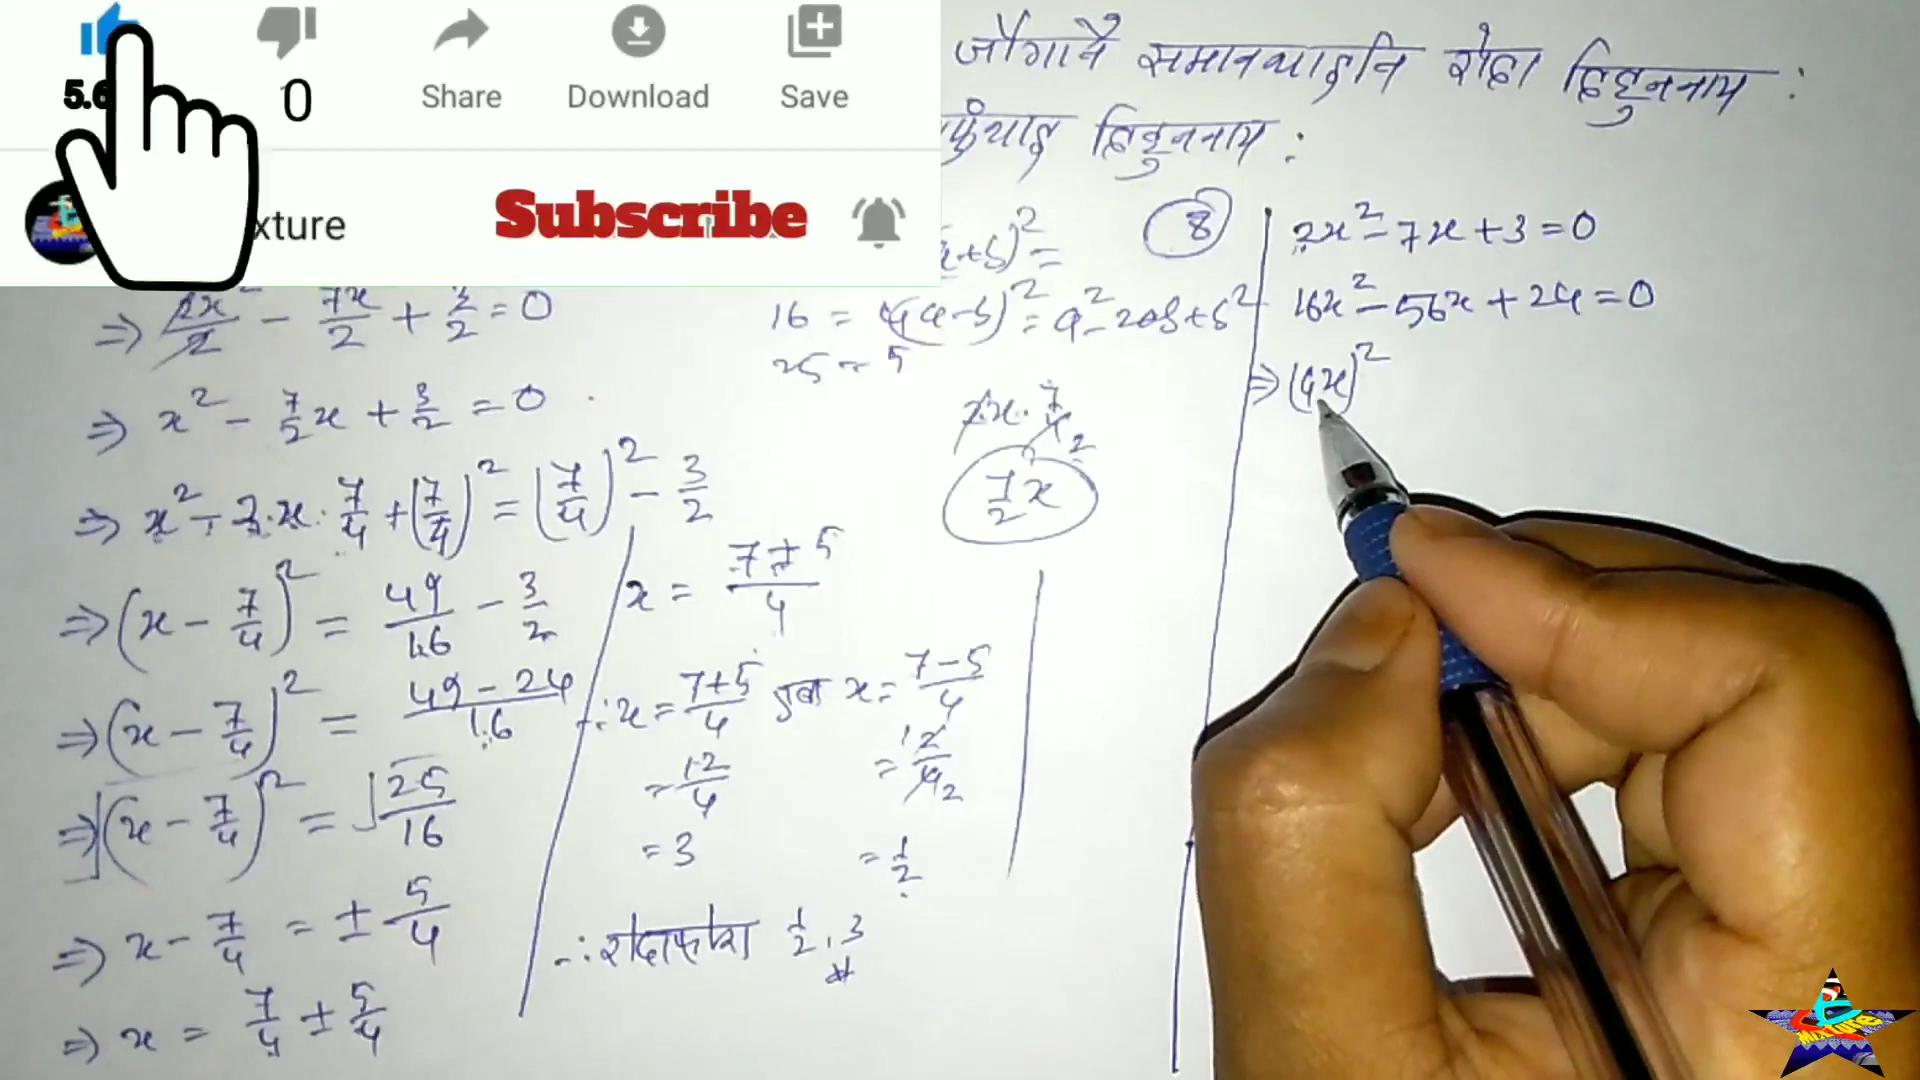 5.6
0
Share
Download
Save
xture
Subscribe
समानथाइनि रोदा दिहुननाय :
दिहुननाय :
⇒ 2x²/2 - 7x/2 + 3/2 = 0
⇒ x² - 7/2 x + 3/2 = 0
⇒ x² - 2·x·7/4 + (7/4)² = (7/4)² - 3/2
⇒ (x - 7/4)² = 49/16 - 3/2
⇒ (x - 7/4)² = (49 - 24)/16
⇒ √(x - 7/4)² = √25/16
⇒ x - 7/4 = ± 5/4
⇒ x = 7/4 ± 5/4
x = (7 ± 5)/4
∴ x = (7+5)/4 एबा x = (7-5)/4
= 12/4
= 3
= 2/4
= 1/2
∴ 1/2, 3
+5)² =
16 = (a-b)² = a² - 2ab + b²
25 = 5
2x · 7/4
7/2 x
8
2x² - 7x + 3 = 0
16x² - 56x + 24 = 0
⇒ (4x)²
MIXTURE